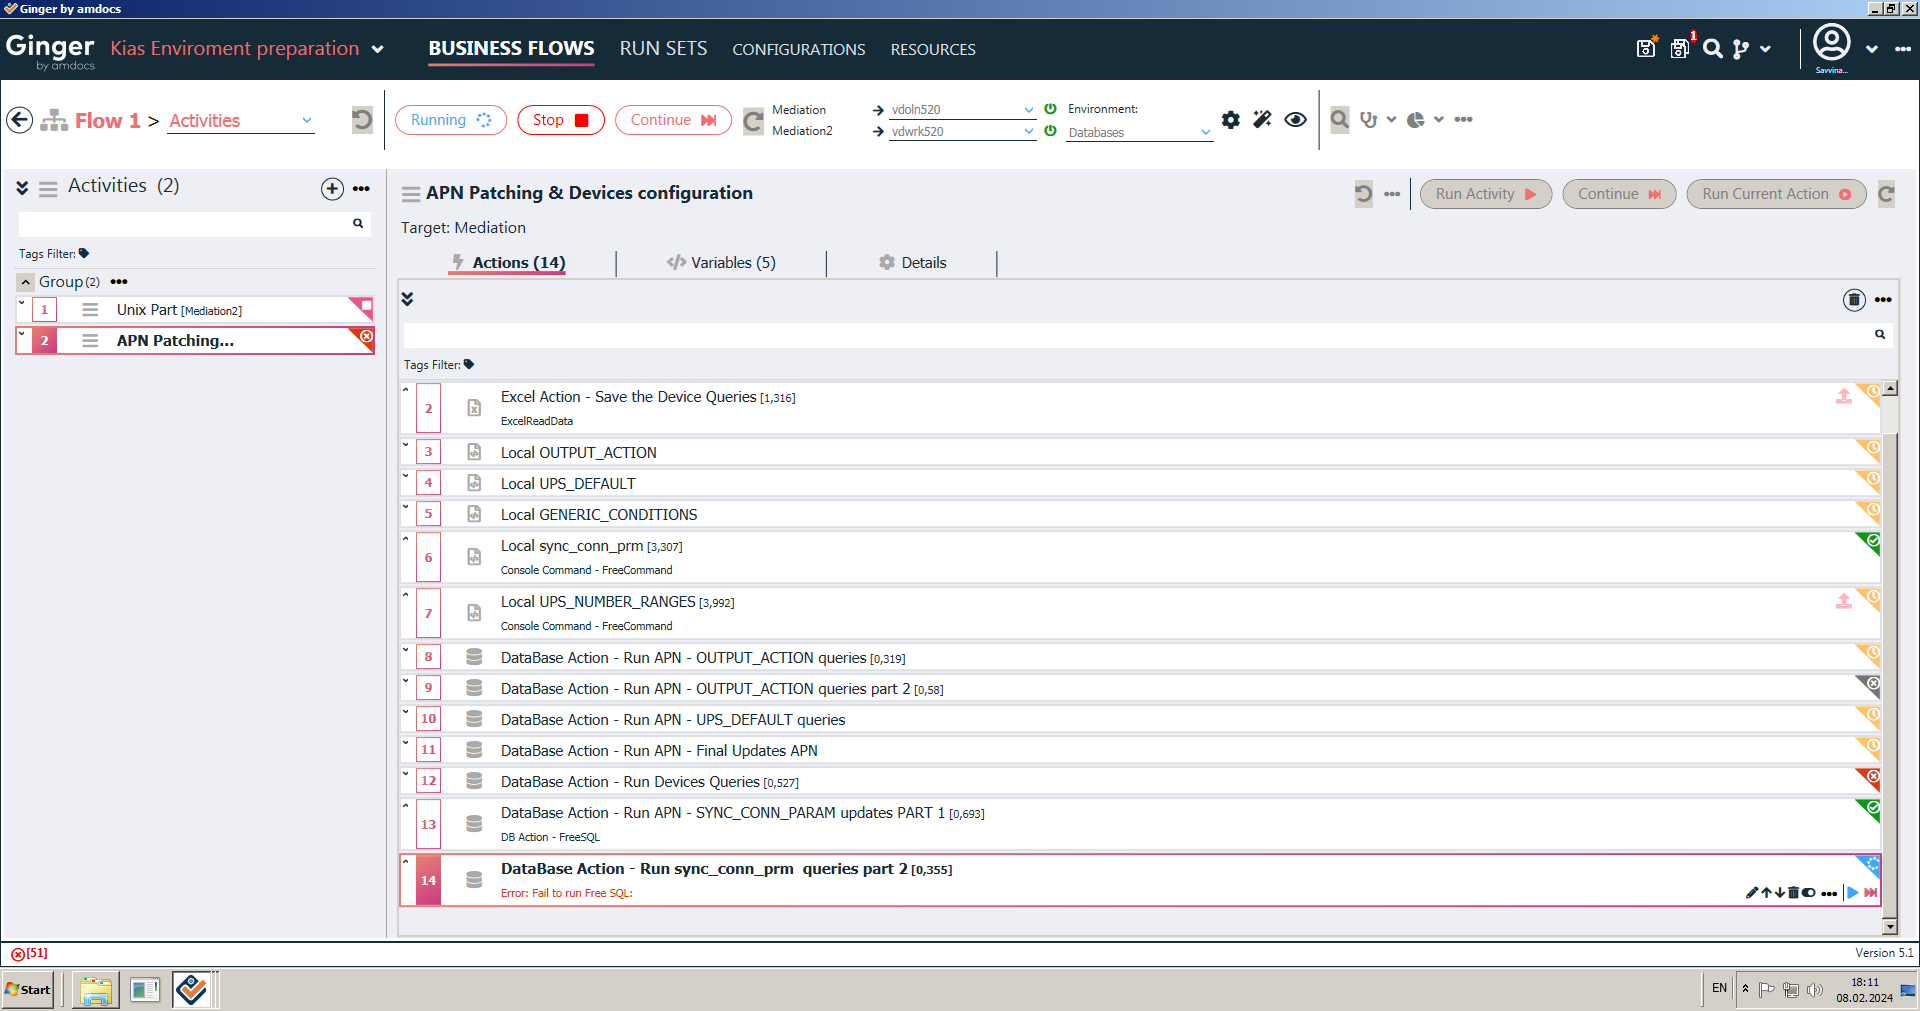 Ginger by amdocs
Ginger
by amdocs
Kias Enviroment preparation
BUSINESS FLOWS
RUN SETS
CONFIGURATIONS
RESOURCES
1
Savvina...
Flow 1 > Activities
Running
Stop
Continue
Mediation
vdoln520
Mediation2
vdwrk520
Environment:
Databases
Activities (2)
Tags Filter:
Group(2)
1 Unix Part [Mediation2]
2 APN Patching...
APN Patching & Devices configuration
Target: Mediation
Run Activity
Continue
Run Current Action
Actions (14)
Variables (5)
Details
Tags Filter:
2 Excel Action - Save the Device Queries [1,316]
ExcelReadData
3 Local OUTPUT_ACTION
4 Local UPS_DEFAULT
5 Local GENERIC_CONDITIONS
6 Local sync_conn_prm [3,307]
Console Command - FreeCommand
7 Local UPS_NUMBER_RANGES [3,992]
Console Command - FreeCommand
8 DataBase Action - Run APN - OUTPUT_ACTION queries [0,319]
9 DataBase Action - Run APN - OUTPUT_ACTION queries part 2 [0,58]
10 DataBase Action - Run APN - UPS_DEFAULT queries
11 DataBase Action - Run APN - Final Updates APN
12 DataBase Action - Run Devices Queries [0,527]
13 DataBase Action - Run APN - SYNC_CONN_PARAM updates PART 1 [0,693]
DB Action - FreeSQL
14 DataBase Action - Run sync_conn_prm queries part 2 [0,355]
Error: Fail to run Free SQL:
[51]
Version 5.1
Start
EN
18:11
08.02.2024